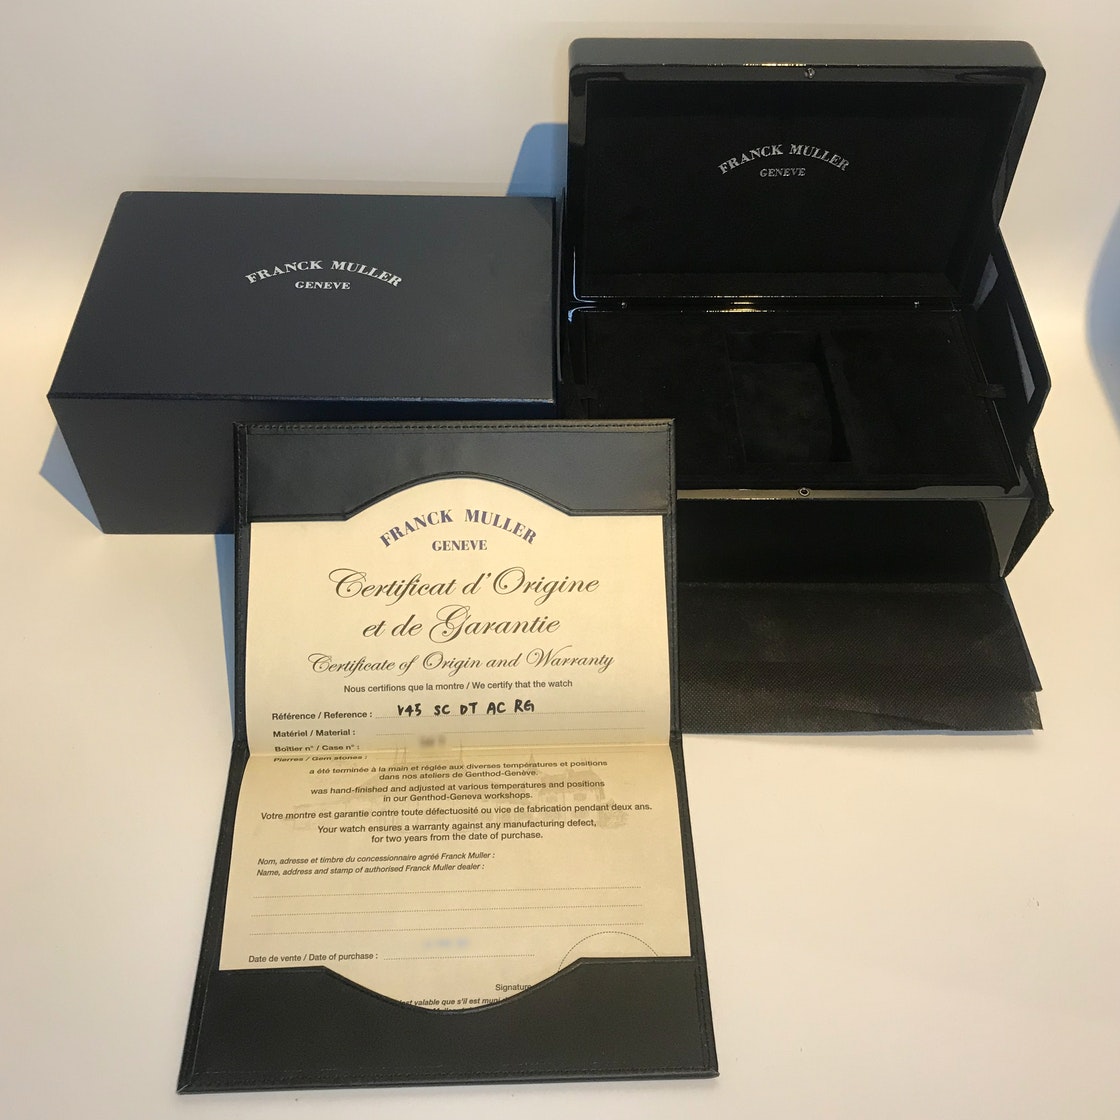 FRANCK MULLER
GENEVE
FRANCK MULLER
GENEVE
FRANCK MULLER
GENEVE
Certificat d'Origine
et de Garantie
Certificate of Origin and Warranty
Nous certifions que la montre / We certify that the watch
Référence / Reference : V45 SC DT AC RG
Matériel / Material :
Boîtier n° / Case n° :
Pierres / Gem stones :
a été terminée à la main et réglée aux diverses températures et positions
dans nos ateliers de Genthod-Genève.
was hand-finished and adjusted at various temperatures and positions
in our Genthod-Geneva workshops.
Votre montre est garantie contre toute défectuosité ou vice de fabrication pendant deux ans.
Your watch ensures a warranty against any manufacturing defect,
for two years from the date of purchase.
Nom, adresse et timbre du concessionnaire agréé Franck Muller :
Name, address and stamp of authorised Franck Muller dealer :
Date de vente / Date of purchase :
Signature
est valable que s'il est muni